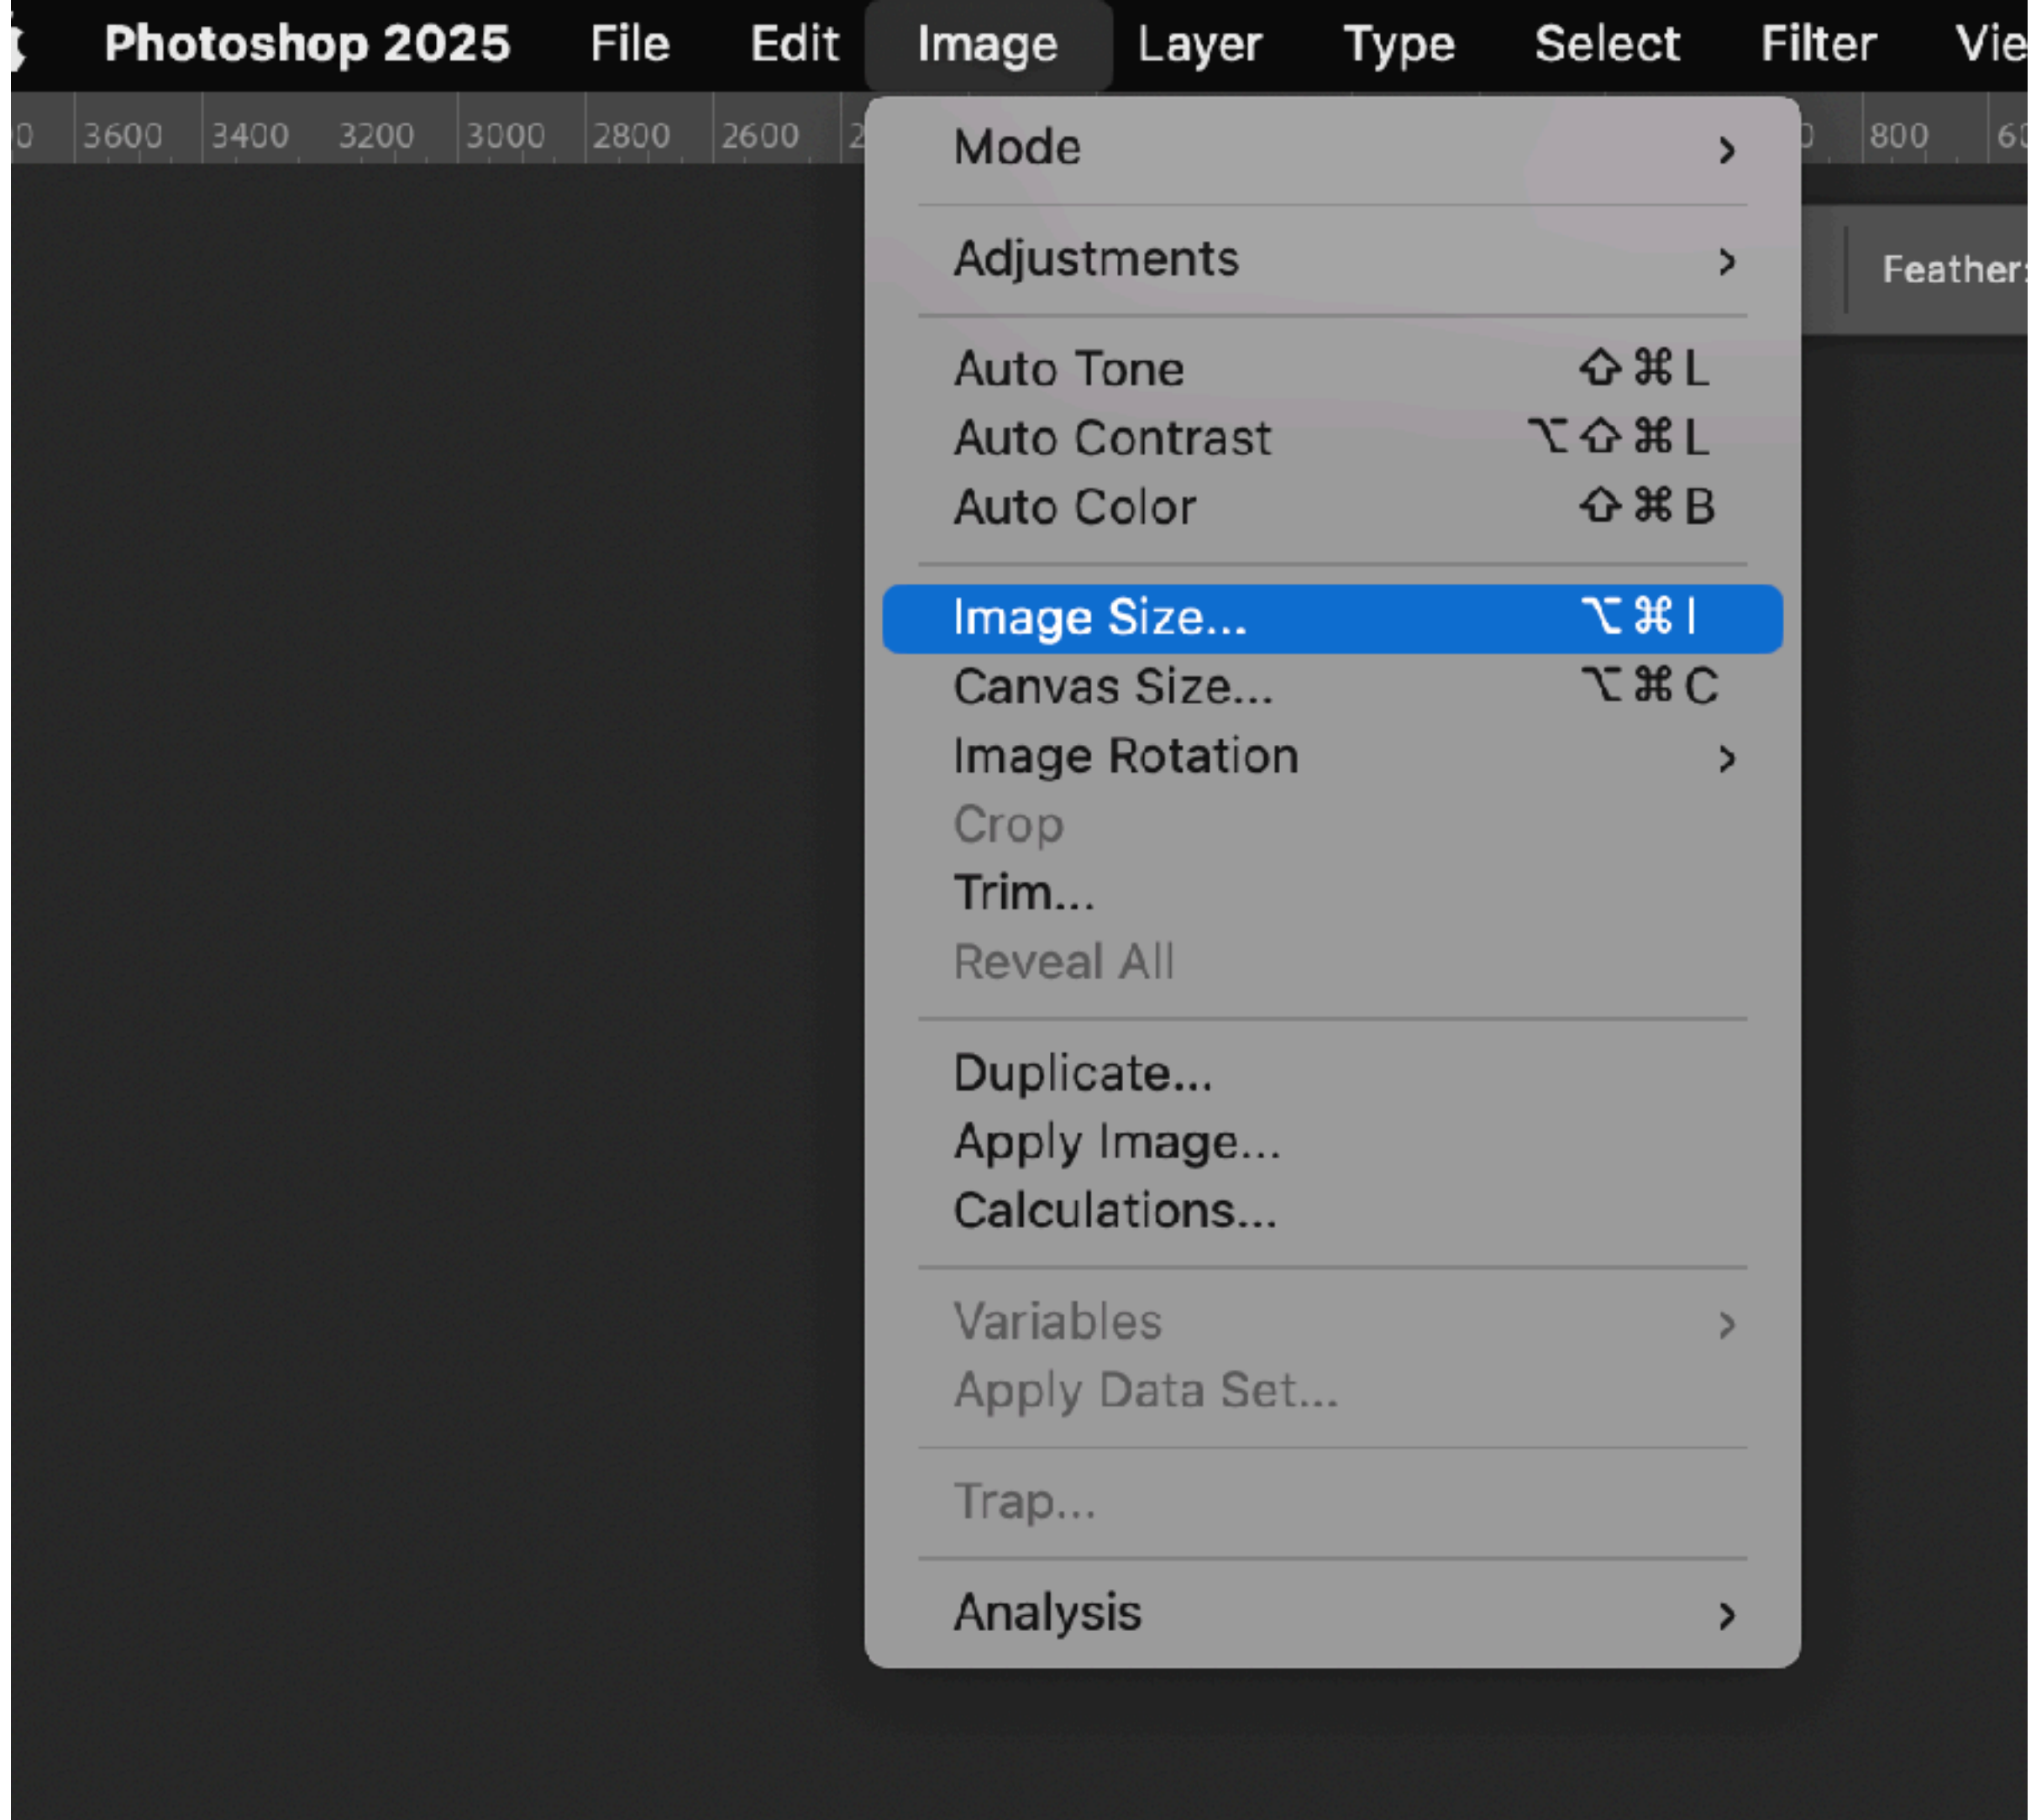 Photoshop 2025 File Edit Image Layer Type Select Filter
3600 3400 3200 3000 2800 2600 800
Mode >
Feather:
Adjustments >
Auto Tone ⇧⌘L
Auto Contrast ⌥⇧⌘L
Auto Color ⇧⌘B
Image Size... ⌥⌘I
Canvas Size... ⌥⌘C
Image Rotation >
Crop
Trim...
Reveal All
Duplicate...
Apply Image...
Calculations...
Variables >
Apply Data Set...
Trap...
Analysis >